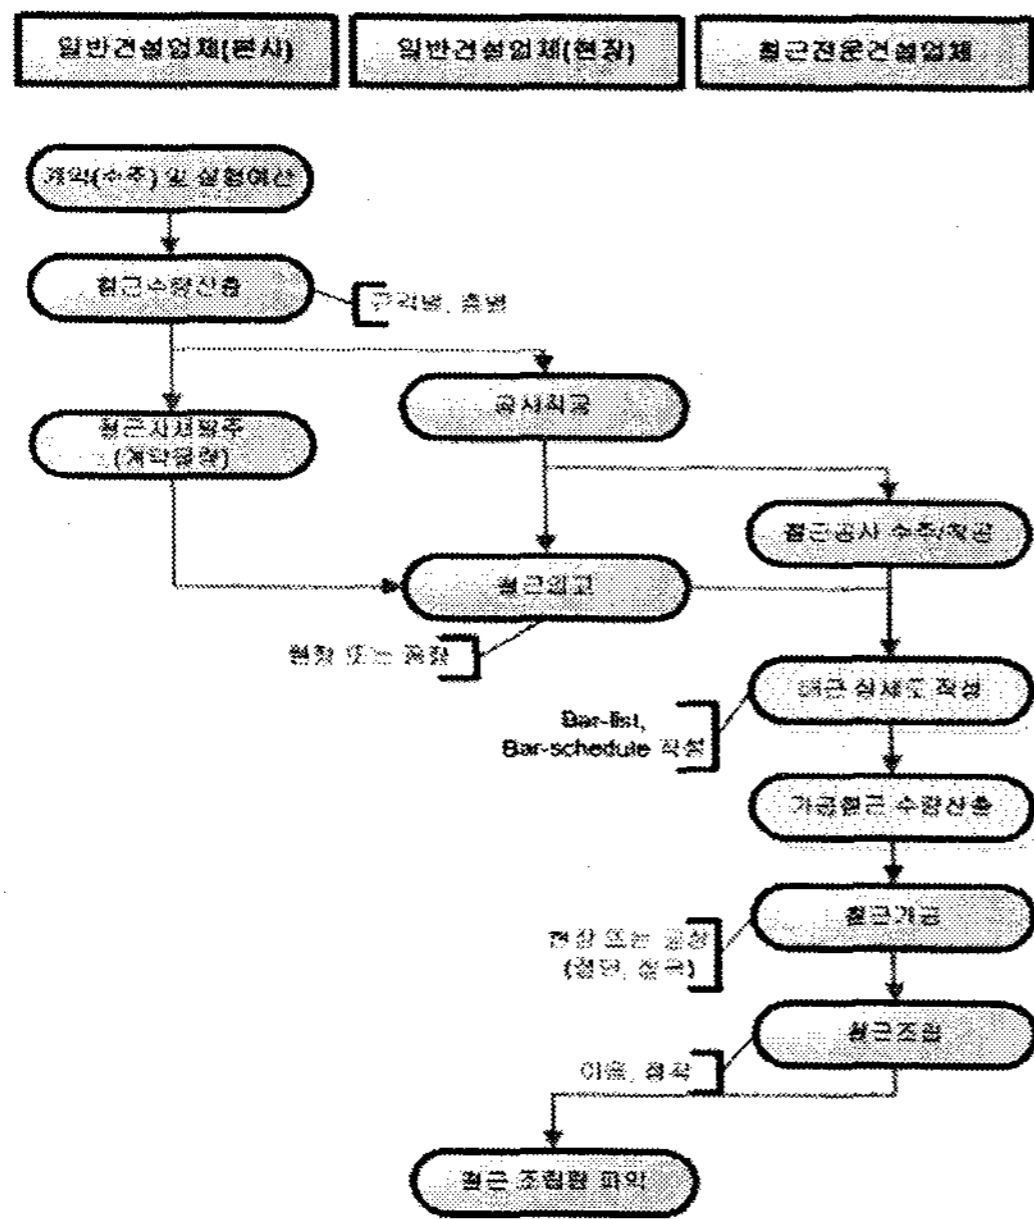 일반건설업체(본사)
일반건설업체(현장)
철근전문건설업체
계약(수주) 및 실행예산
철근수량산출
규격별, 층별
공사착공
철근자재발주
(계약물량)
철근공사 수주/착공
철근입고
현장 또는 공장
배근 상세도 작성
Bar-list,
Bar-schedule 작성
가공철근 수량산출
철근가공
현장 또는 공장
(절단, 절곡)
철근조립
이음, 정착
철근 조립량 파악